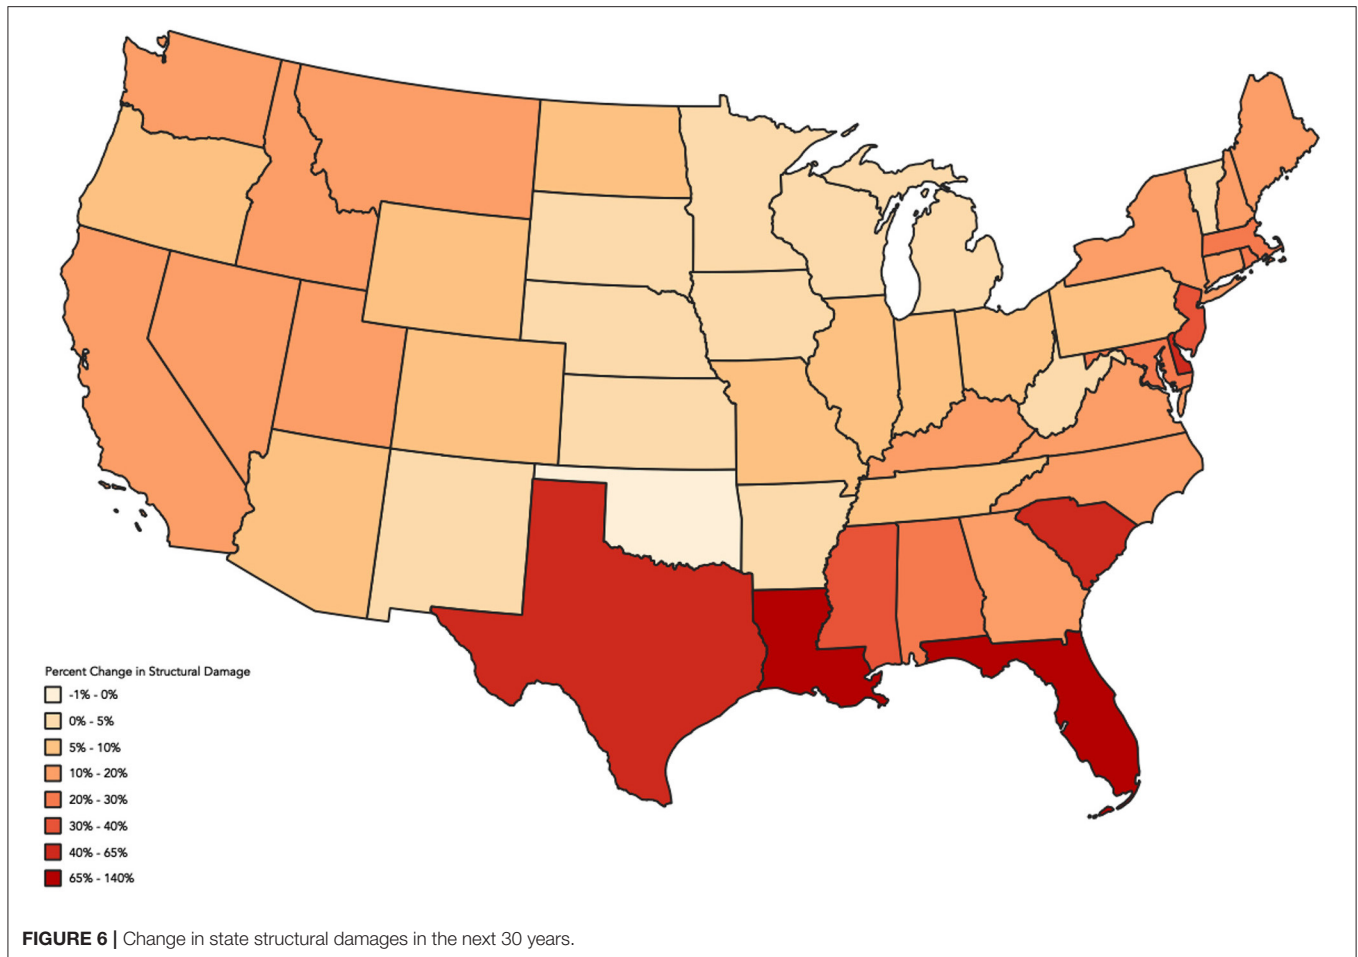 Percent Change in Structural Damage
-1% - 0%
0% - 5%
5% - 10%
10% - 20%
20% - 30%
30% - 40%
40% - 65%
65% - 140%
FIGURE 6 | Change in state structural damages in the next 30 years.